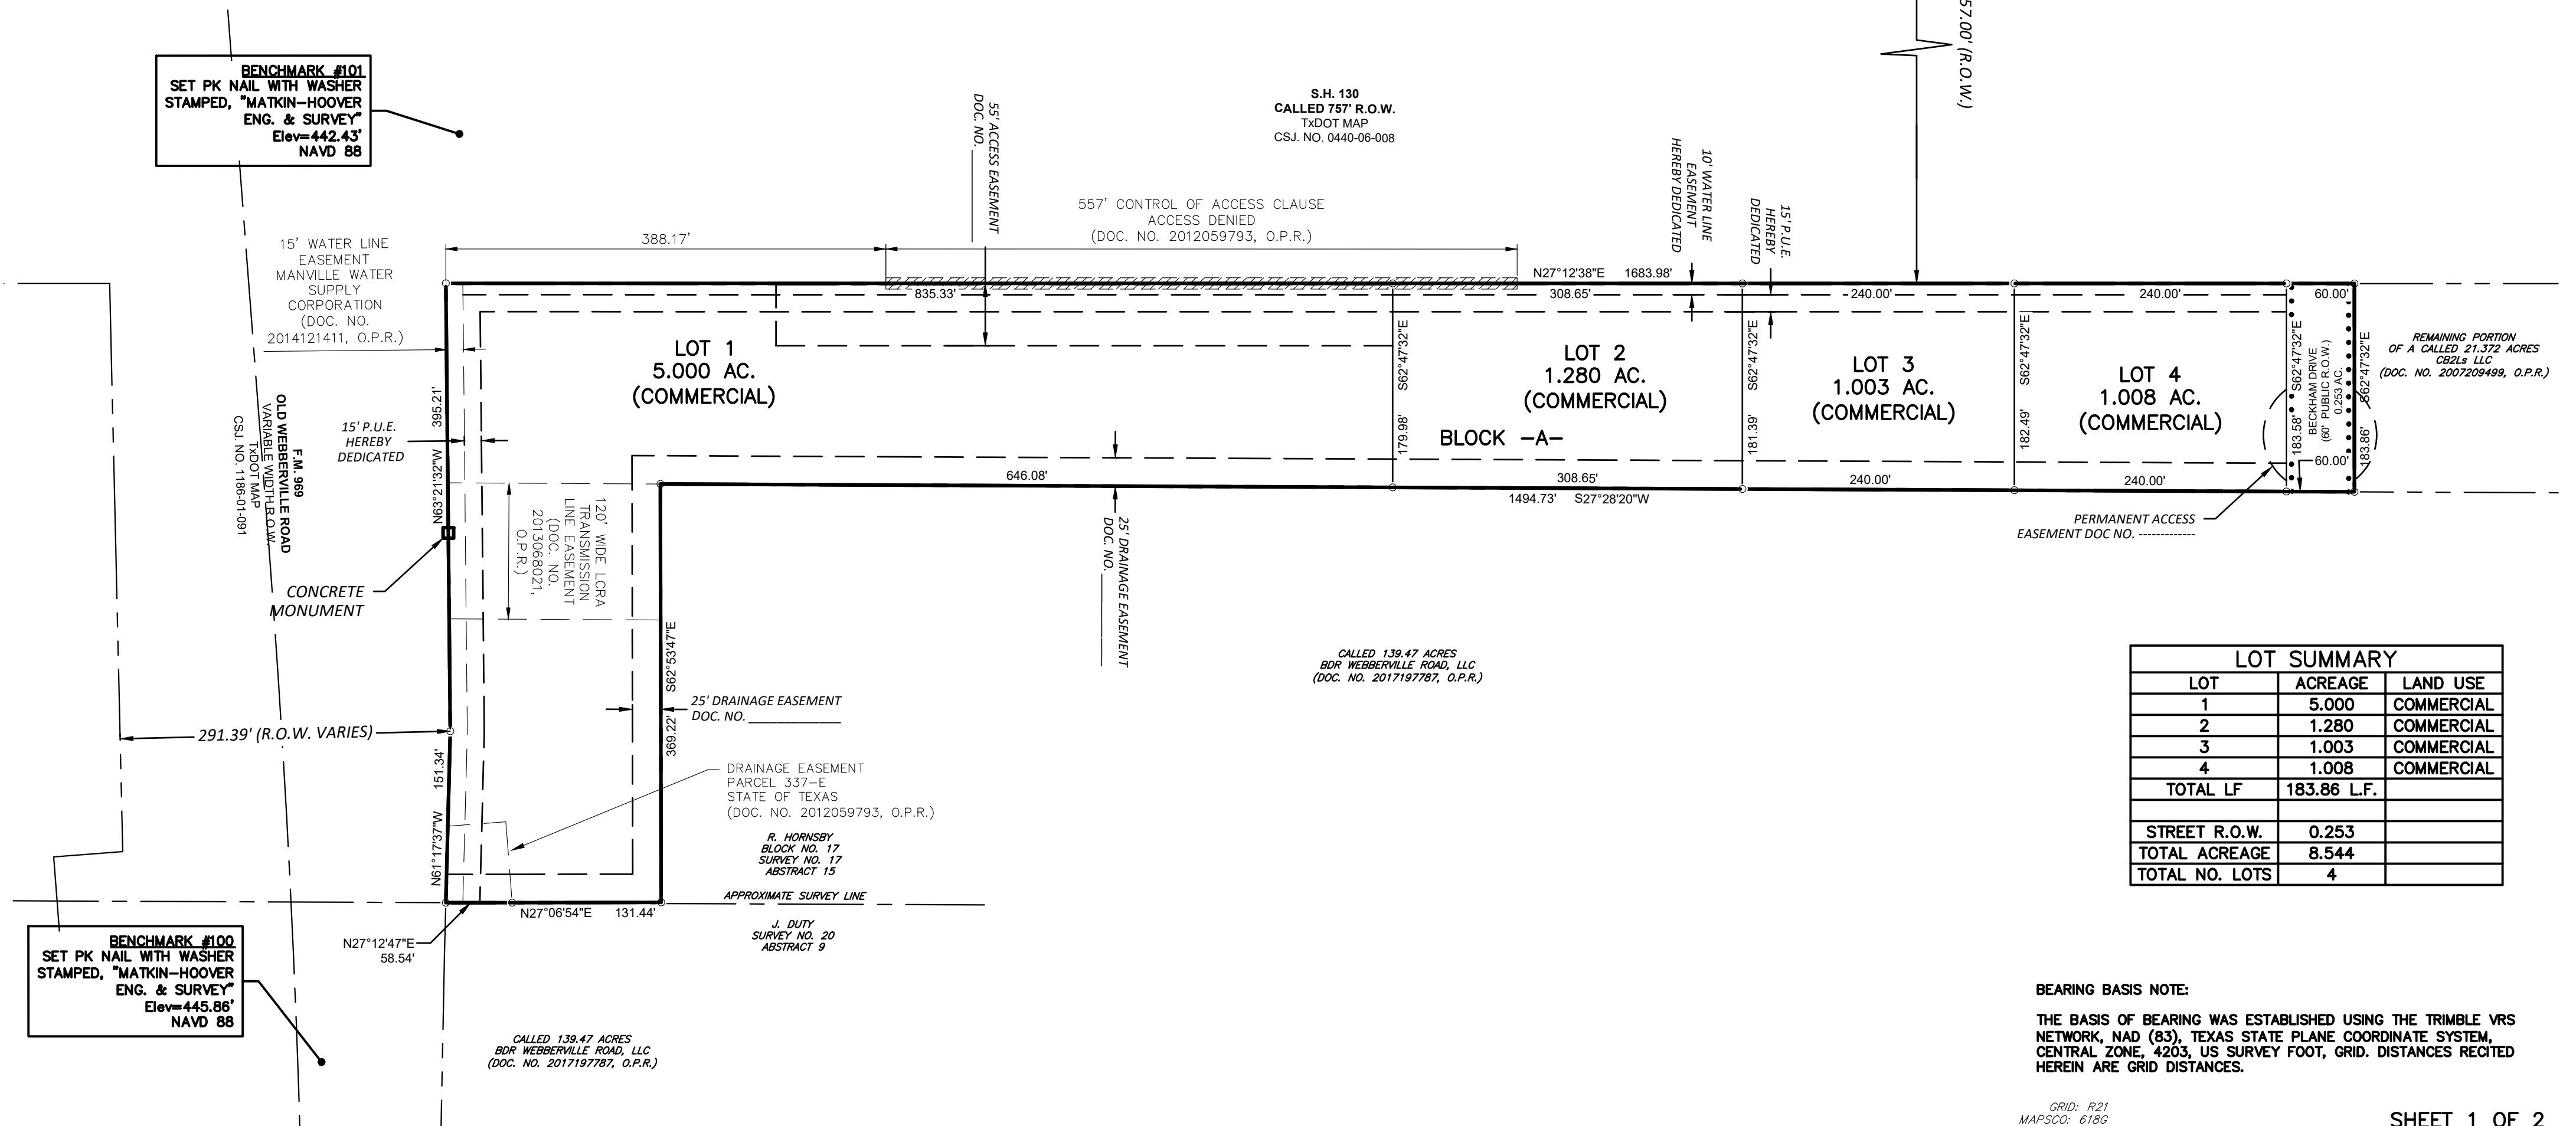 BENCHMARK #101
SET PK NAIL WITH WASHER
STAMPED, "MATKIN-HOOVER
ENG. & SURVEY"
Elev=442.43'
NAVD 88
15' WATER LINE
EASEMENT
MANVILLE WATER
SUPPLY
CORPORATION
(DOC. NO.
2014121411, O.P.R.)
388.17'
55' ACCESS EASEMENT
DOC. NO.
S.H. 130
CALLED 757' R.O.W.
TxDOT MAP
CSJ. NO. 0440-06-008
557' CONTROL OF ACCESS CLAUSE
ACCESS DENIED
(DOC. NO. 2012059793, O.P.R.)
10' WATER LINE
EASEMENT
HEREBY DEDICATED
15' P.U.E.
HEREBY
DEDICATED
57.00' (R.O.W.)
N27°12'38"E 1683.98'
835.33'
308.65'
240.00'
240.00'
60.00'
LOT 1
5.000 AC.
(COMMERCIAL)
S62°47'32"E
179.98'
LOT 2
1.280 AC.
(COMMERCIAL)
BLOCK -A-
S62°47'32"E
181.39'
LOT 3
1.003 AC.
(COMMERCIAL)
S62°47'32"E
182.49'
LOT 4
1.008 AC.
(COMMERCIAL)
S62°47'32"E
183.58'
BECKHAM DRIVE
(60' PUBLIC R.O.W.)
0.253 AC.
60.00'
S62°47'32"E
183.86'
REMAINING PORTION
OF A CALLED 21.372 ACRES
CB2Ls LLC
(DOC. NO. 2007209499, O.P.R.)
646.08'
308.65'
240.00'
240.00'
1494.73' S27°28'20"W
PERMANENT ACCESS
EASEMENT DOC NO. -------------
395.21'
N63°21'32"W
15' P.U.E.
HEREBY
DEDICATED
F.M. 969
OLD WEBBERVILLE ROAD
VARIABLE WIDTH R.O.W.
TxDOT MAP
CSJ. NO. 1186-01-091
CONCRETE
MONUMENT
120' WIDE LCRA
TRANSMISSION
LINE EASEMENT
(DOC. NO.
2013068021,
O.P.R.)
25' DRAINAGE EASEMENT
DOC. NO.
S62°53'47"E
369.22'
25' DRAINAGE EASEMENT
DOC. NO.
CALLED 139.47 ACRES
BDR WEBBERVILLE ROAD, LLC
(DOC. NO. 2017197787, O.P.R.)
291.39' (R.O.W. VARIES)
151.34'
N61°17'37"W
DRAINAGE EASEMENT
PARCEL 337-E
STATE OF TEXAS
(DOC. NO. 2012059793, O.P.R.)
R. HORNSBY
BLOCK NO. 17
SURVEY NO. 17
ABSTRACT 15
APPROXIMATE SURVEY LINE
J. DUTY
SURVEY NO. 20
ABSTRACT 9
N27°06'54"E 131.44'
N27°12'47"E
58.54'
BENCHMARK #100
SET PK NAIL WITH WASHER
STAMPED, "MATKIN-HOOVER
ENG. & SURVEY"
Elev=445.86'
NAVD 88
CALLED 139.47 ACRES
BDR WEBBERVILLE ROAD, LLC
(DOC. NO. 2017197787, O.P.R.)
LOT SUMMARY
LOT ACREAGE LAND USE
1 5.000 COMMERCIAL
2 1.280 COMMERCIAL
3 1.003 COMMERCIAL
4 1.008 COMMERCIAL
TOTAL LF 183.86 L.F.
STREET R.O.W. 0.253
TOTAL ACREAGE 8.544
TOTAL NO. LOTS 4
BEARING BASIS NOTE:
THE BASIS OF BEARING WAS ESTABLISHED USING THE TRIMBLE VRS
NETWORK, NAD (83), TEXAS STATE PLANE COORDINATE SYSTEM,
CENTRAL ZONE, 4203, US SURVEY FOOT, GRID. DISTANCES RECITED
HEREIN ARE GRID DISTANCES.
GRID: R21
MAPSCO: 618G
SHEET 1 OF 2